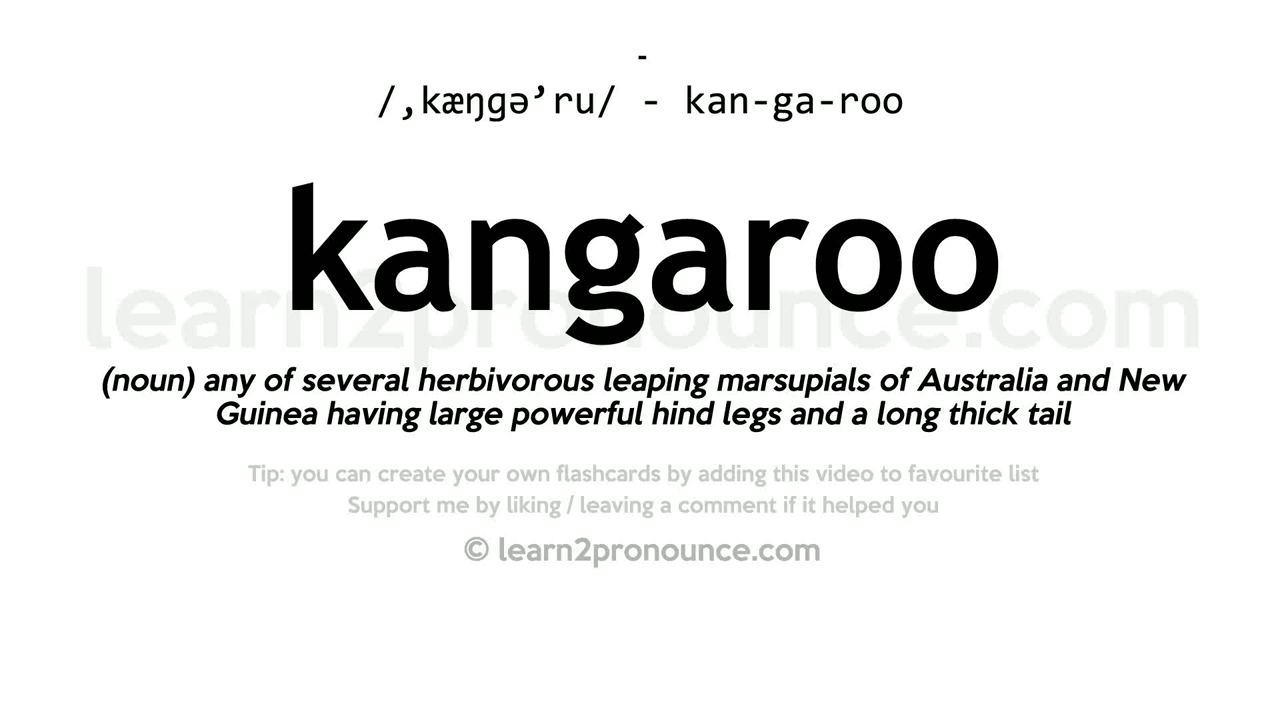 -
/,kæŋgə’ru/ - kan-ga-roo
kangaroo
learn2pronounce.com
(noun) any of several herbivorous leaping marsupials of Australia and New
Guinea having large powerful hind legs and a long thick tail
Tip: you can create your own flashcards by adding this video to favourite list
Support me by liking / leaving a comment if it helped you
© learn2pronounce.com